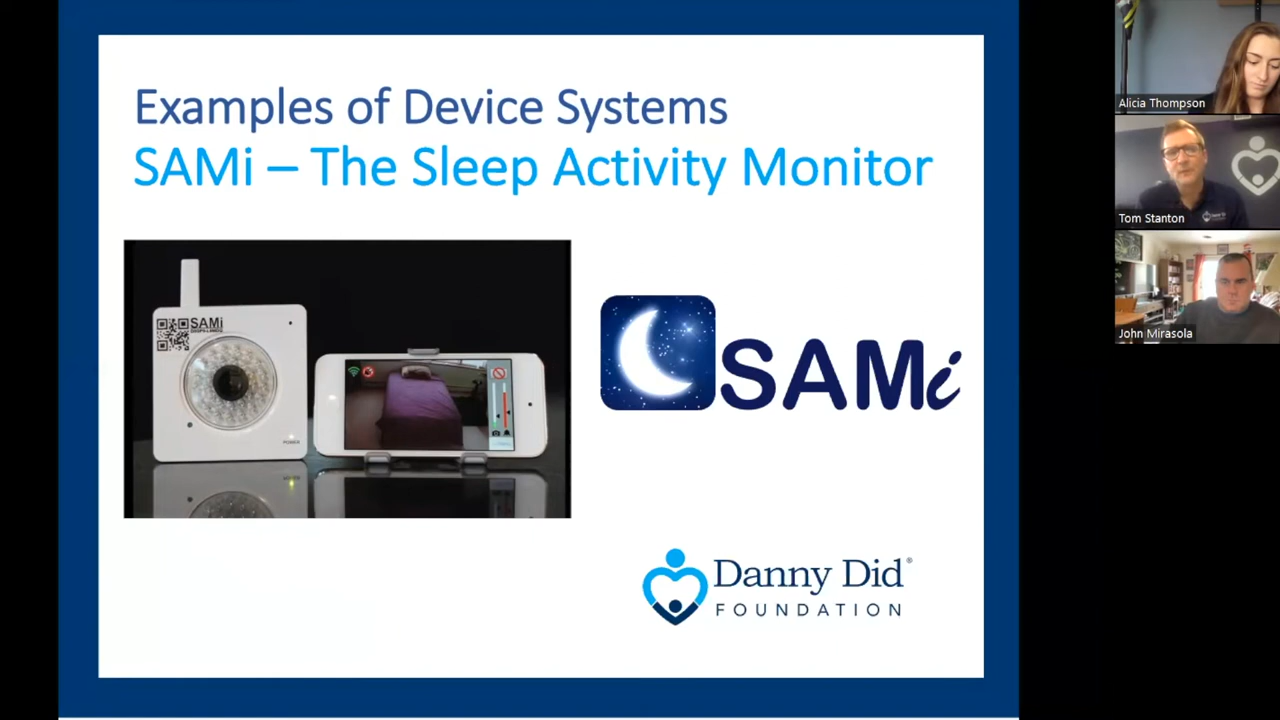 Examples of Device Systems
SAMi – The Sleep Activity Monitor
SAMi
POWER
SAMi
Danny Did®
FOUNDATION
Alicia Thompson
Tom Stanton
John Mirasola